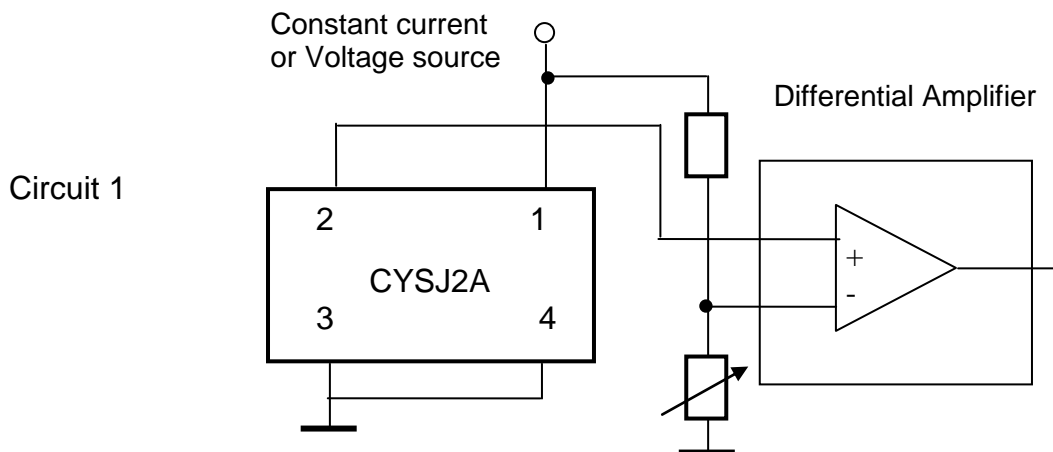 Constant current
or Voltage source
Differential Amplifier
Circuit 1
2
1
CYSJ2A
3
4
+
-